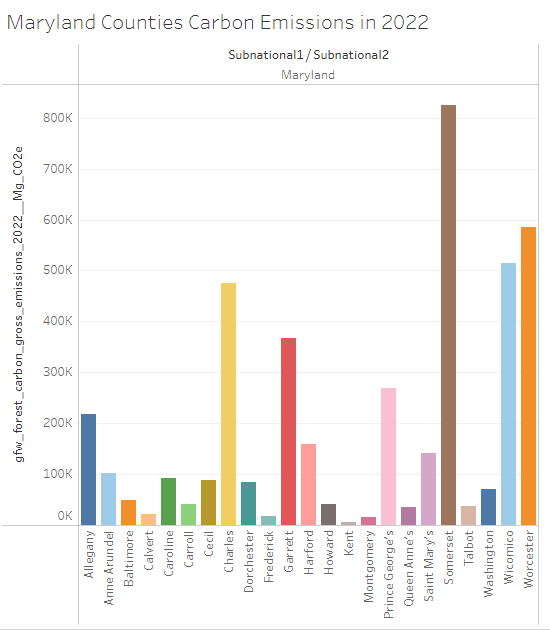 Maryland Counties Carbon Emissions in 2022
Subnational1 / Subnational2
Maryland
gfw_forest_carbon_gross_emissions_2022__Mg_CO2e
800K
700K
600K
500K
400K
300K
200K
100K
0K
Allegany
Anne Arundel
Baltimore
Calvert
Caroline
Carroll
Cecil
Charles
Dorchester
Frederick
Garrett
Harford
Howard
Kent
Montgomery
Prince George's
Queen Anne's
Saint Mary's
Somerset
Talbot
Washington
Wicomico
Worcester